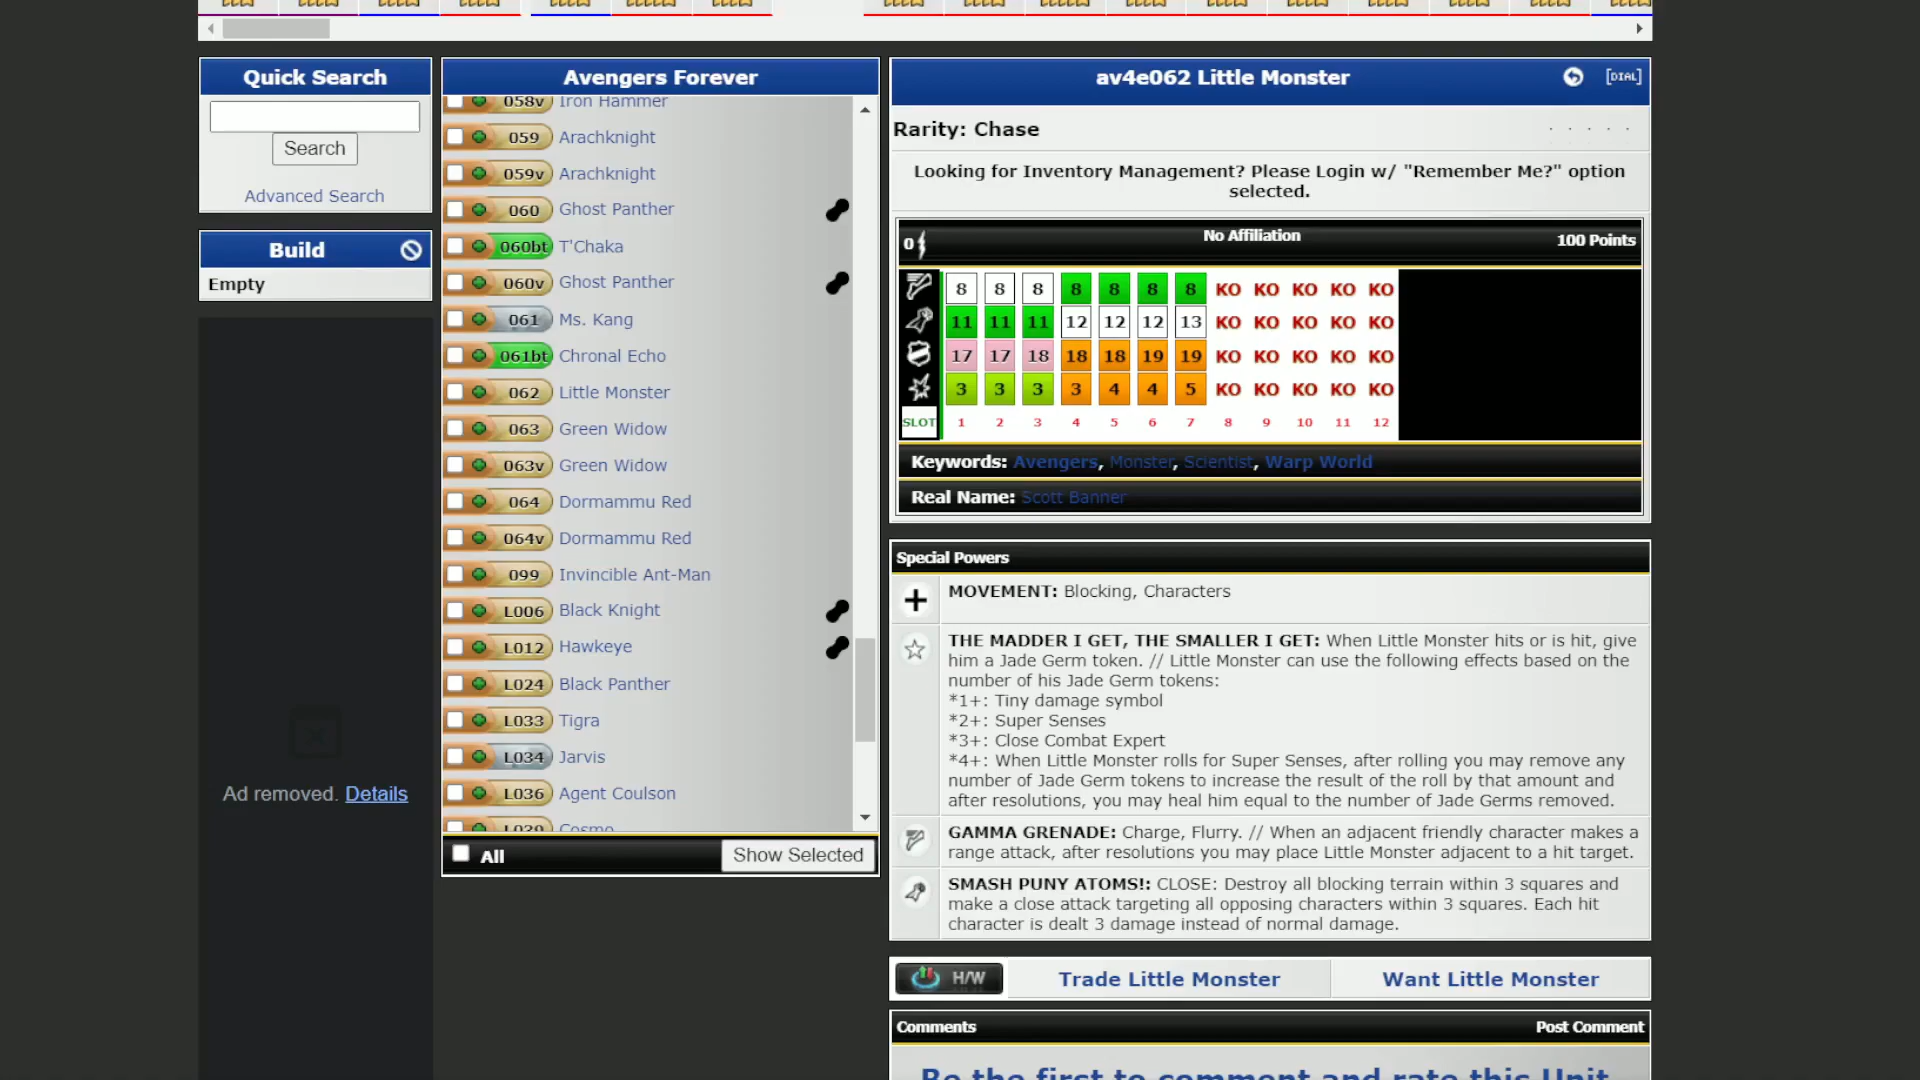 Quick Search
Search
Advanced Search
Build
Empty
Ad removed. Details
Avengers Forever
058v Iron Hammer
059 Arachknight
059v Arachknight
060 Ghost Panther
060bt T'Chaka
060v Ghost Panther
061 Ms. Kang
061bt Chronal Echo
062 Little Monster
063 Green Widow
063v Green Widow
064 Dormammu Red
064v Dormammu Red
099 Invincible Ant-Man
L006 Black Knight
L012 Hawkeye
L024 Black Panther
L033 Tigra
L034 Jarvis
L036 Agent Coulson
L039 Cosmo
All Show Selected
av4e062 Little Monster [DIAL]
Rarity: Chase
Looking for Inventory Management? Please Login w/ "Remember Me?" option
selected.
0 No Affiliation 100 Points
8 8 8 8 8 8 8 KO KO KO KO KO
11 11 11 12 12 12 13 KO KO KO KO KO
17 17 18 18 18 19 19 KO KO KO KO KO
3 3 3 3 4 4 5 KO KO KO KO KO
SLOT 1 2 3 4 5 6 7 8 9 10 11 12
Keywords: Avengers, Monster, Scientist, Warp World
Real Name: Scott Banner
Special Powers
MOVEMENT: Blocking, Characters
THE MADDER I GET, THE SMALLER I GET: When Little Monster hits or is hit, give
him a Jade Germ token. // Little Monster can use the following effects based on the
number of his Jade Germ tokens:
*1+: Tiny damage symbol
*2+: Super Senses
*3+: Close Combat Expert
*4+: When Little Monster rolls for Super Senses, after rolling you may remove any
number of Jade Germ tokens to increase the result of the roll by that amount and
after resolutions, you may heal him equal to the number of Jade Germs removed.
GAMMA GRENADE: Charge, Flurry. // When an adjacent friendly character makes a
range attack, after resolutions you may place Little Monster adjacent to a hit target.
SMASH PUNY ATOMS!: CLOSE: Destroy all blocking terrain within 3 squares and
make a close attack targeting all opposing characters within 3 squares. Each hit
character is dealt 3 damage instead of normal damage.
H/W Trade Little Monster Want Little Monster
Comments Post Comment
Be the first to comment and rate this Unit